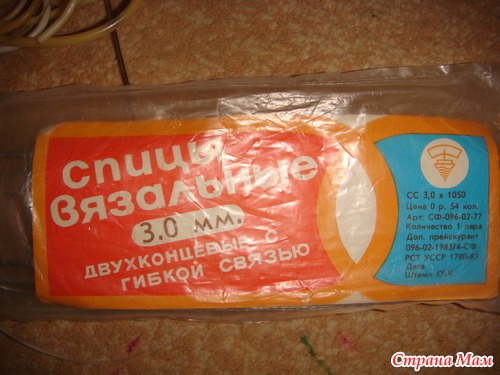 спицы
вязальные
3.0 мм.
двухконцевые с
гибкой связью
СС 3,0 х 1050
Цена 0 р. 54 коп.
Арт. СФ-096-02-77
Количество 1 пара
Доп. прейскурант
096-02-1983/4-СФ
РСТ УССР 1780-83
Дата
Штамп ОТК
Страна Мам